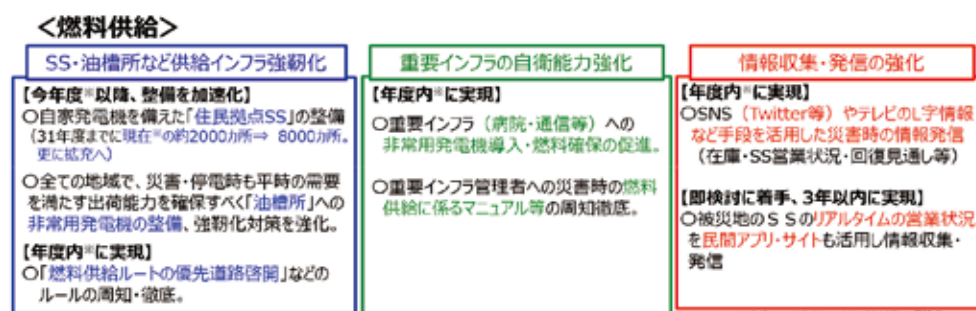 ＜燃料供給＞
SS・油槽所など供給インフラ強靭化
【今年度※以降、整備を加速化】
○自家発電機を備えた「住民拠点SS」の整備
（31年度までに現在※の約2000カ所⇒ 8000カ所。
更に拡充へ）
○全ての地域で、災害・停電時も平時の需要
を満たす出荷能力を確保すべく「油槽所」への
非常用発電機の整備、強靭化対策を強化。
【年度内※に実現】
○「燃料供給ルートの優先道路啓開」などの
ルールの周知・徹底。
重要インフラの自衛能力強化
【年度内※に実現】
○重要インフラ（病院・通信等）への
非常用発電機導入・燃料確保の促進。
○重要インフラ管理者への災害時の燃料
供給に係るマニュアル等の周知徹底。
情報収集・発信の強化
【年度内※に実現】
○SNS（Twitter等）やテレビのL字情報
など手段を活用した災害時の情報発信
（在庫・SS営業状況・回復見通し等）
【即検討に着手、3年以内に実現】
○被災地のＳＳのリアルタイムの営業状況
を民間アプリ・サイトも活用し情報収集・
発信